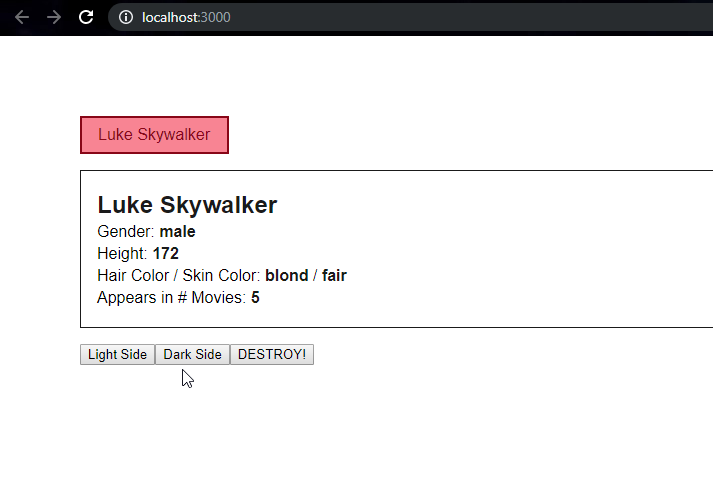 localhost:3000
Luke Skywalker
Luke Skywalker
Gender: male
Height: 172
Hair Color / Skin Color: blond / fair
Appears in # Movies: 5
Light Side Dark Side DESTROY!